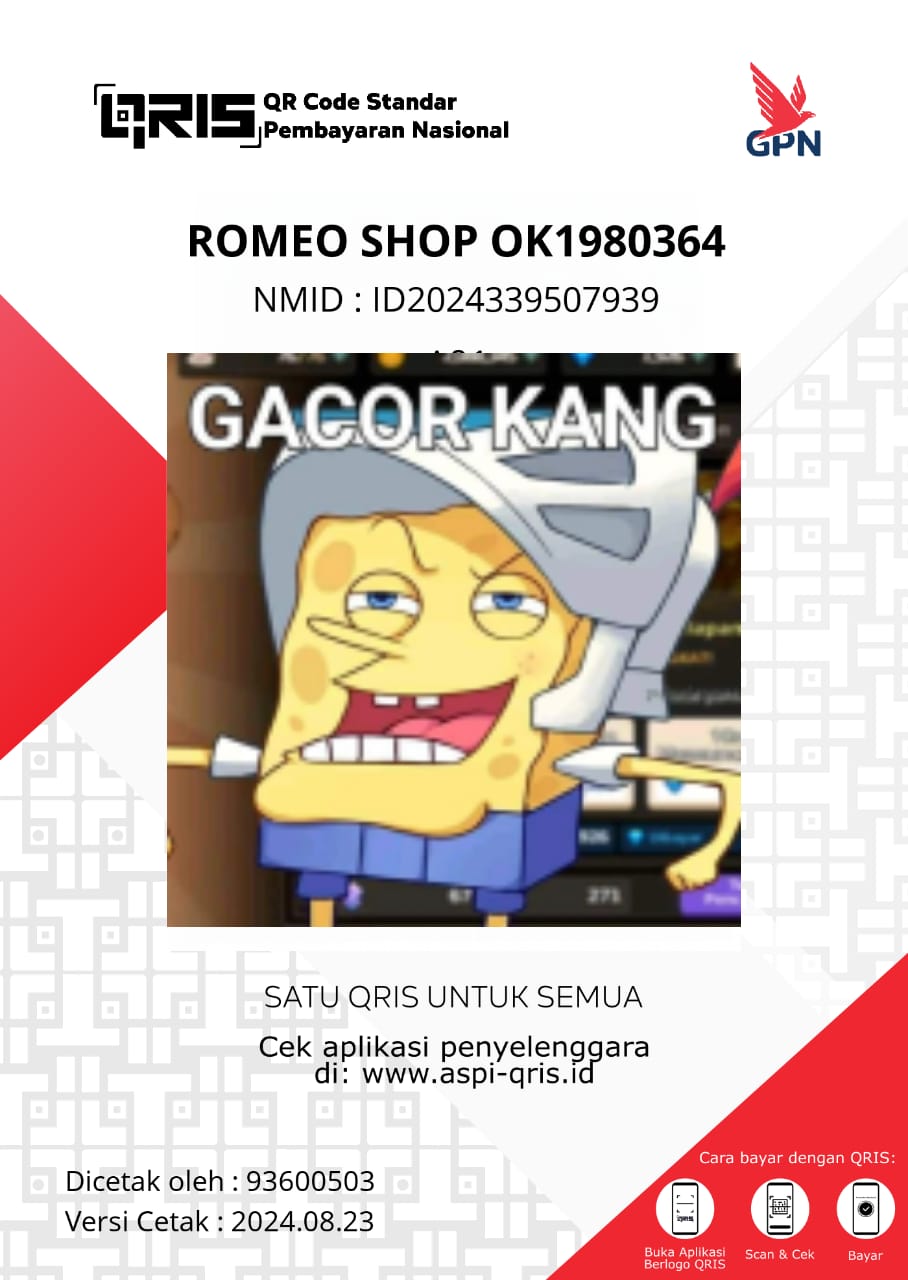 QRIS QR Code Standar
Pembayaran Nasional
GPN
ROMEO SHOP OK1980364
NMID : ID2024339507939
GACOR KANG
67
271
SATU QRIS UNTUK SEMUA
Cek aplikasi penyelenggara
di: www.aspi-qris.id
Dicetak oleh : 93600503
Versi Cetak : 2024.08.23
Cara bayar dengan QRIS:
Buka Aplikasi
Berlogo QRIS
Scan & Cek
Bayar